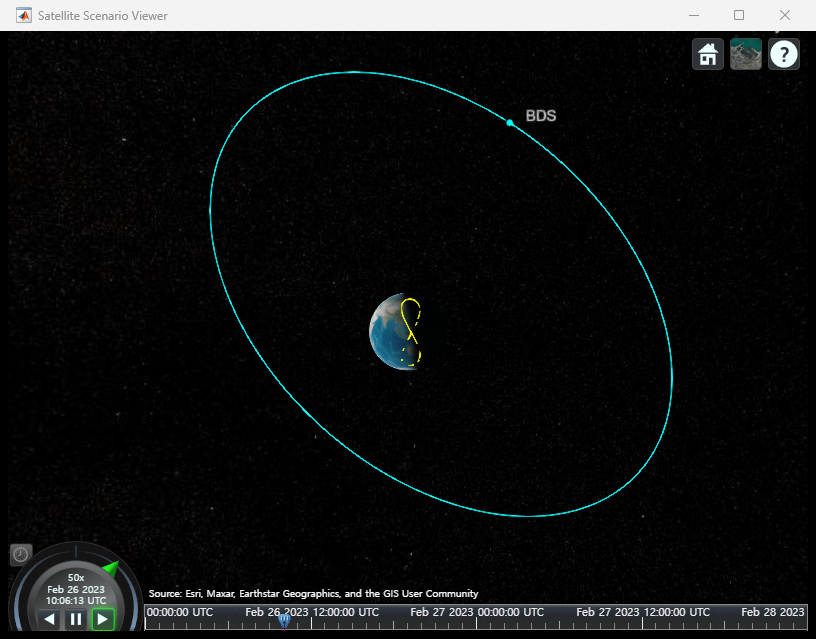 Satellite Scenario Viewer
?
BDS
50x
Feb 26 2023
10:06:13 UTC
Source: Esri, Maxar, Earthstar Geographics, and the GIS User Community
00:00:00 UTC
Feb 26 2023 12:00:00 UTC
Feb 27 2023 00:00:00 UTC
Feb 27 2023 12:00:00 UTC
Feb 28 2023